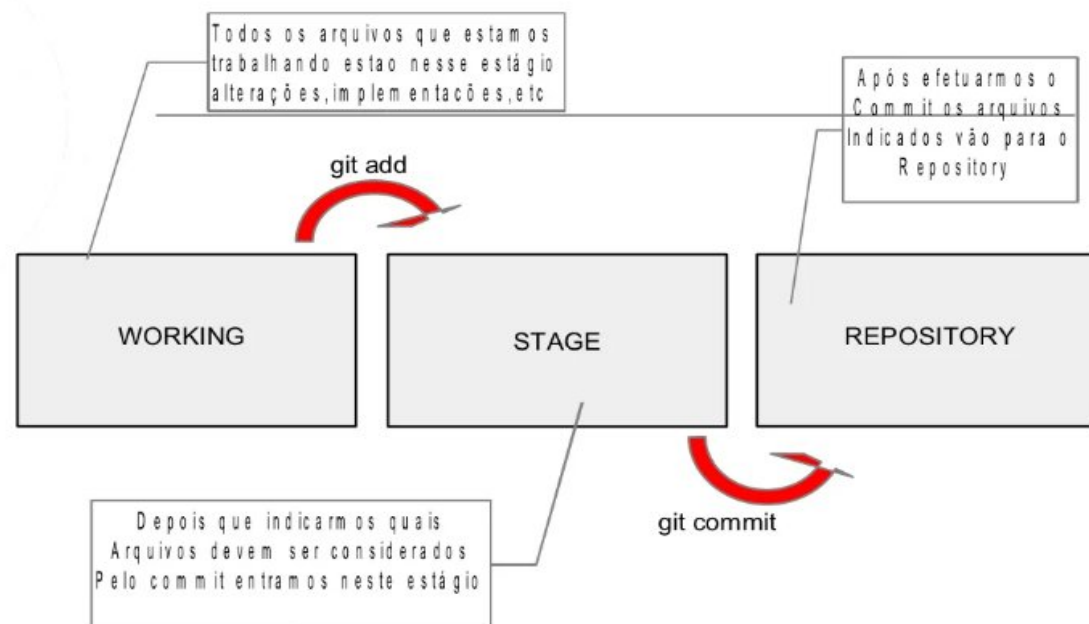 Todos os arquivos que estamos
trabalhando estao nesse estágio
alterações,implementacões,etc
Após efetuarmos o
Commit os arquivos
Indicados vão para o
Repository
git add
WORKING
STAGE
REPOSITORY
git commit
Depois que indicarmos quais
Arquivos devem ser considerados
Pelo commit entramos neste estágio